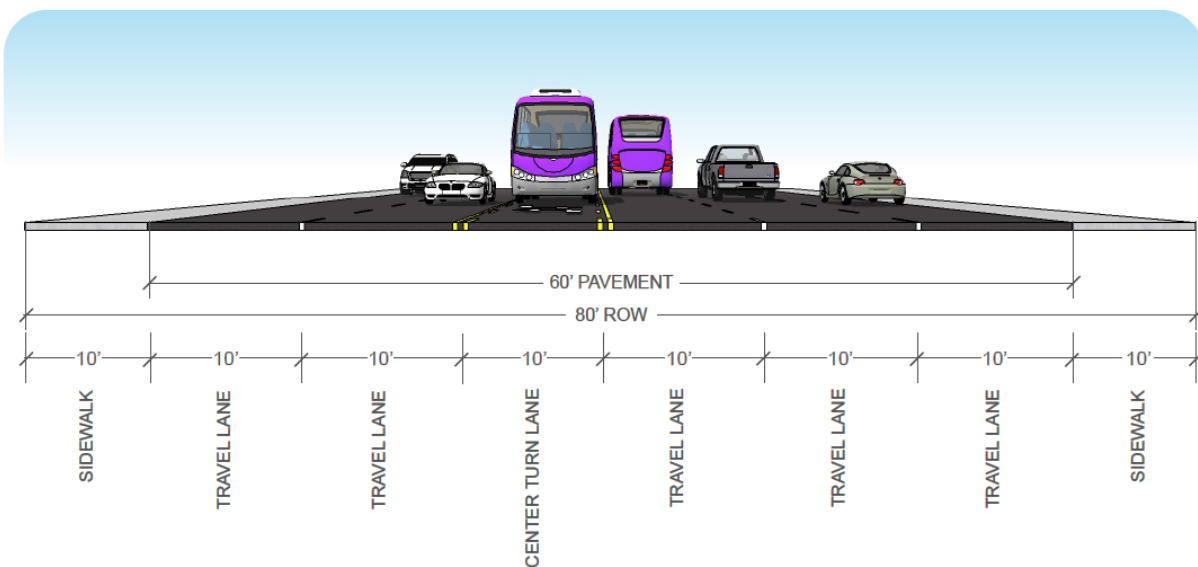 60' PAVEMENT
80' ROW
10' 10' 10' 10' 10' 10' 10' 10'
SIDEWALK
TRAVEL LANE
TRAVEL LANE
CENTER TURN LANE
TRAVEL LANE
TRAVEL LANE
TRAVEL LANE
SIDEWALK